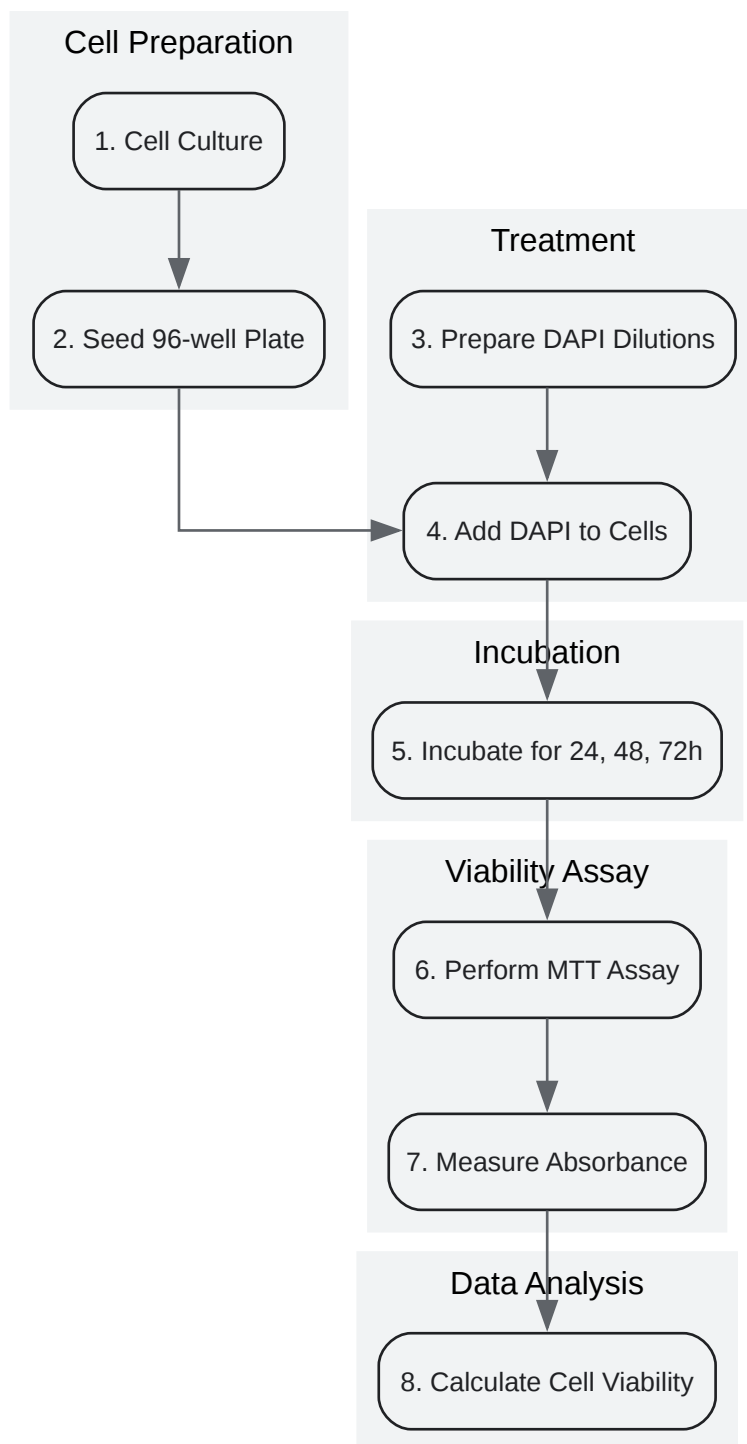 Cell Preparation
1. Cell Culture
2. Seed 96-well Plate
Treatment
3. Prepare DAPI Dilutions
4. Add DAPI to Cells
Incubation
5. Incubate for 24, 48, 72h
Viability Assay
6. Perform MTT Assay
7. Measure Absorbance
Data Analysis
8. Calculate Cell Viability